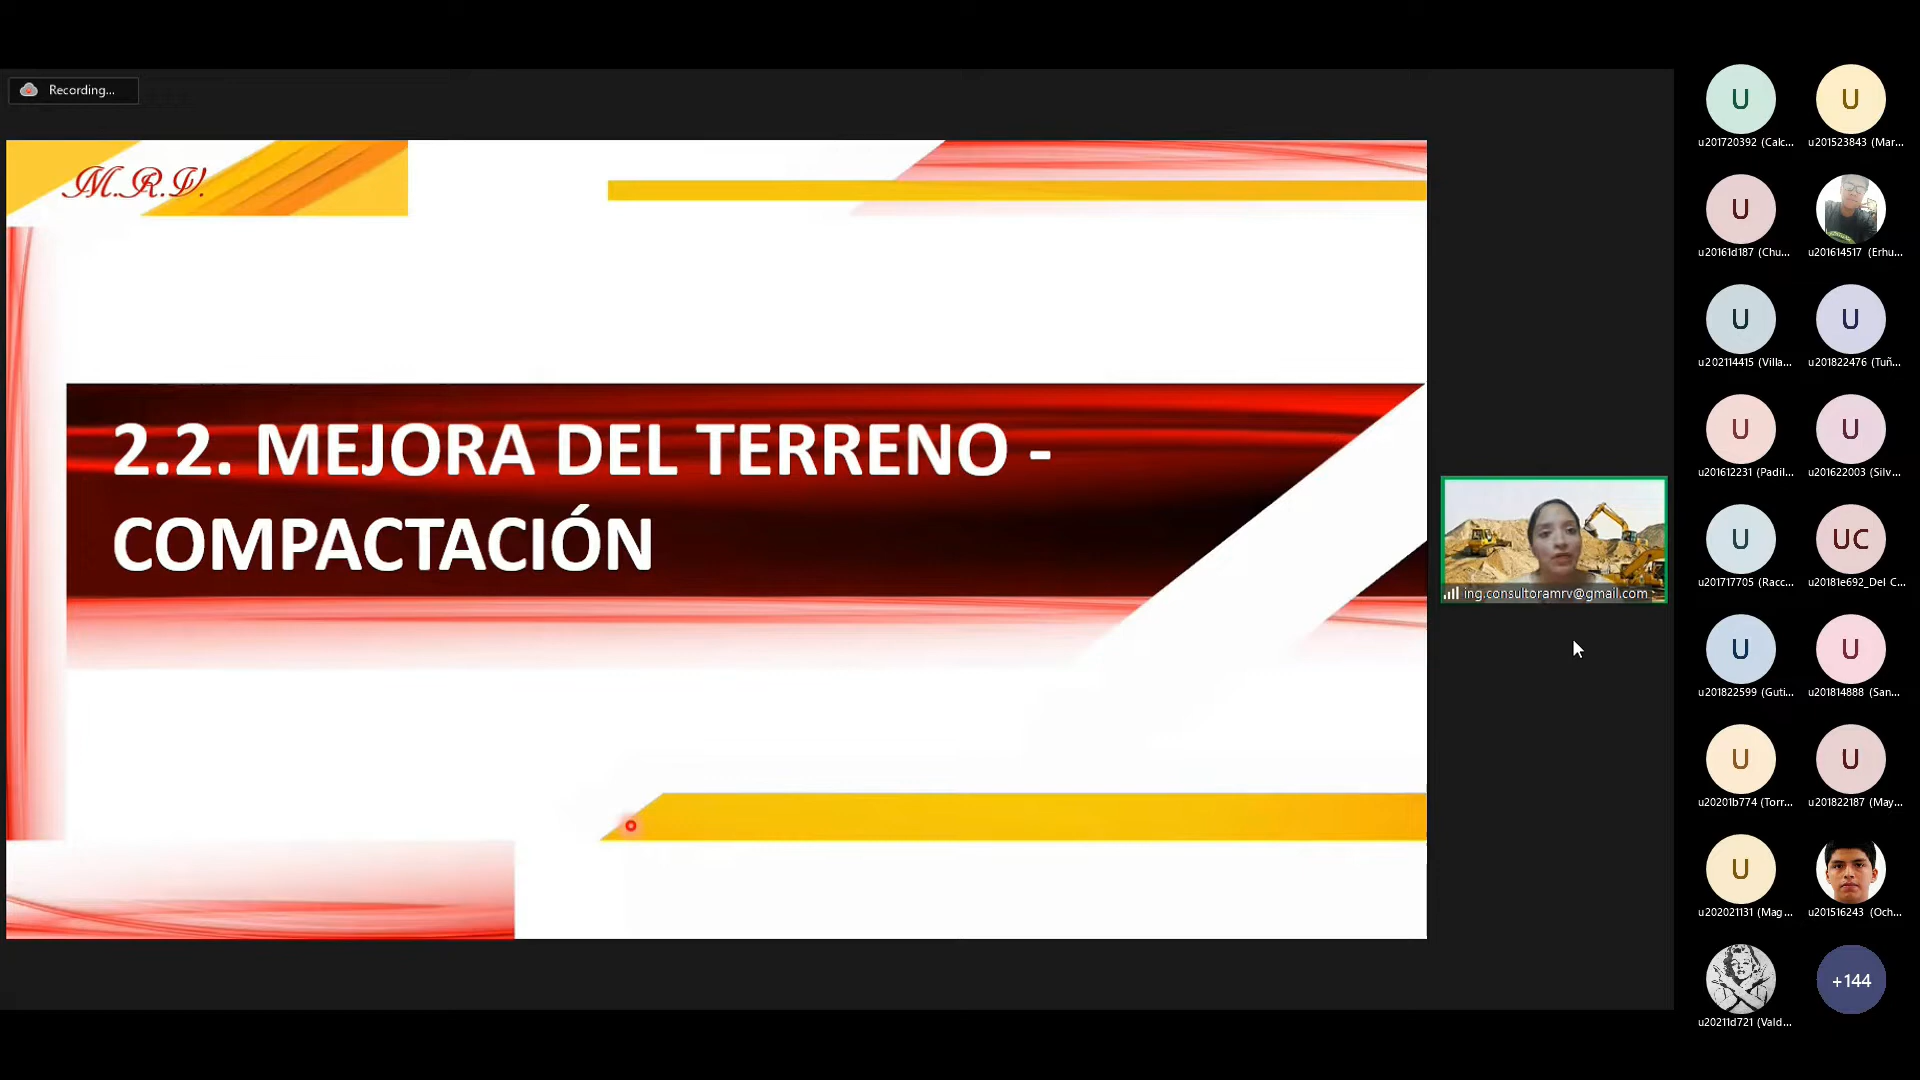 Recording...
M.R.V.
2.2. MEJORA DEL TERRENO -
COMPACTACIÓN
ing.consultoramrv@gmail.com
U
u201720392 (Calc...
U
u201523843 (Mar...
U
u20161d187 (Chu...
u201614517 (Erhu...
U
u202114415 (Villa...
U
u201822476 (Tuñ...
U
u201612231 (Padil...
U
u201622003 (Silv...
U
u201717705 (Racc...
UC
u20181e692_Del C...
U
u201822599 (Guti...
U
u201814888 (San...
U
u20201b774 (Torr...
U
u201822187 (May...
U
u202021131 (Mag...
u201516243 (Och...
u20211d721 (Vald...
+144